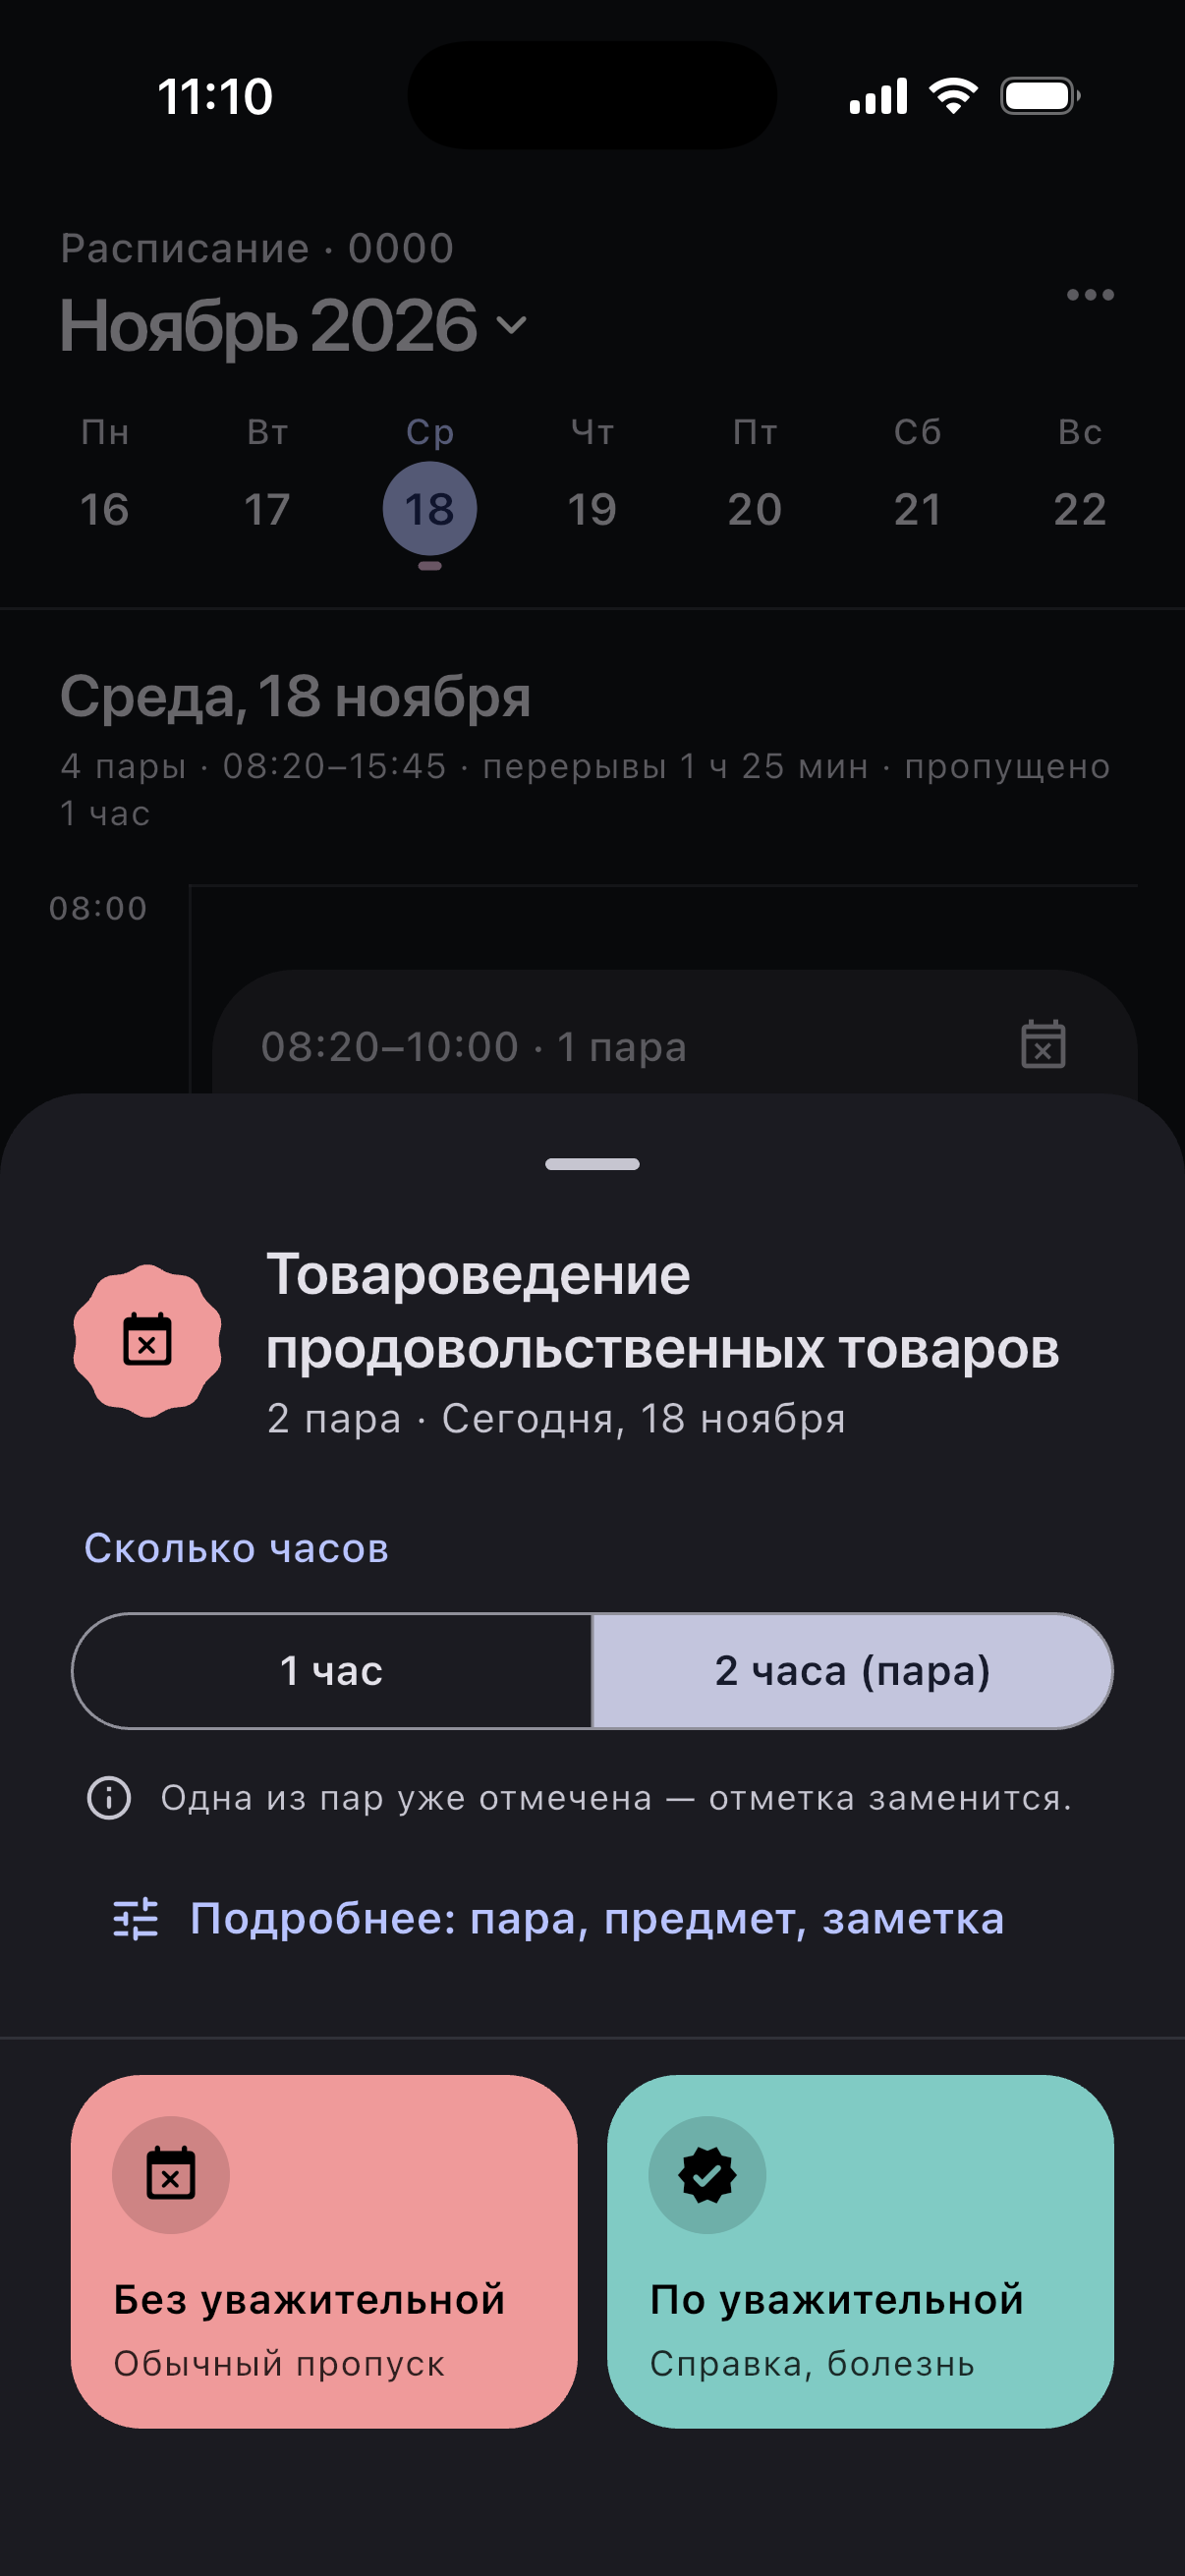 11:10
Расписание · 0000
Ноябрь 2026
Пн Вт Ср Чт Пт Сб Вс
16 17 18 19 20 21 22
Среда, 18 ноября
4 пары · 08:20–15:45 · перерывы 1 ч 25 мин · пропущено
1 час
08:00
08:20–10:00 · 1 пара
Товароведение
продовольственных товаров
2 пара · Сегодня, 18 ноября
Сколько часов
1 час
2 часа (пара)
Одна из пар уже отмечена — отметка заменится.
Подробнее: пара, предмет, заметка
Без уважительной
Обычный пропуск
По уважительной
Справка, болезнь